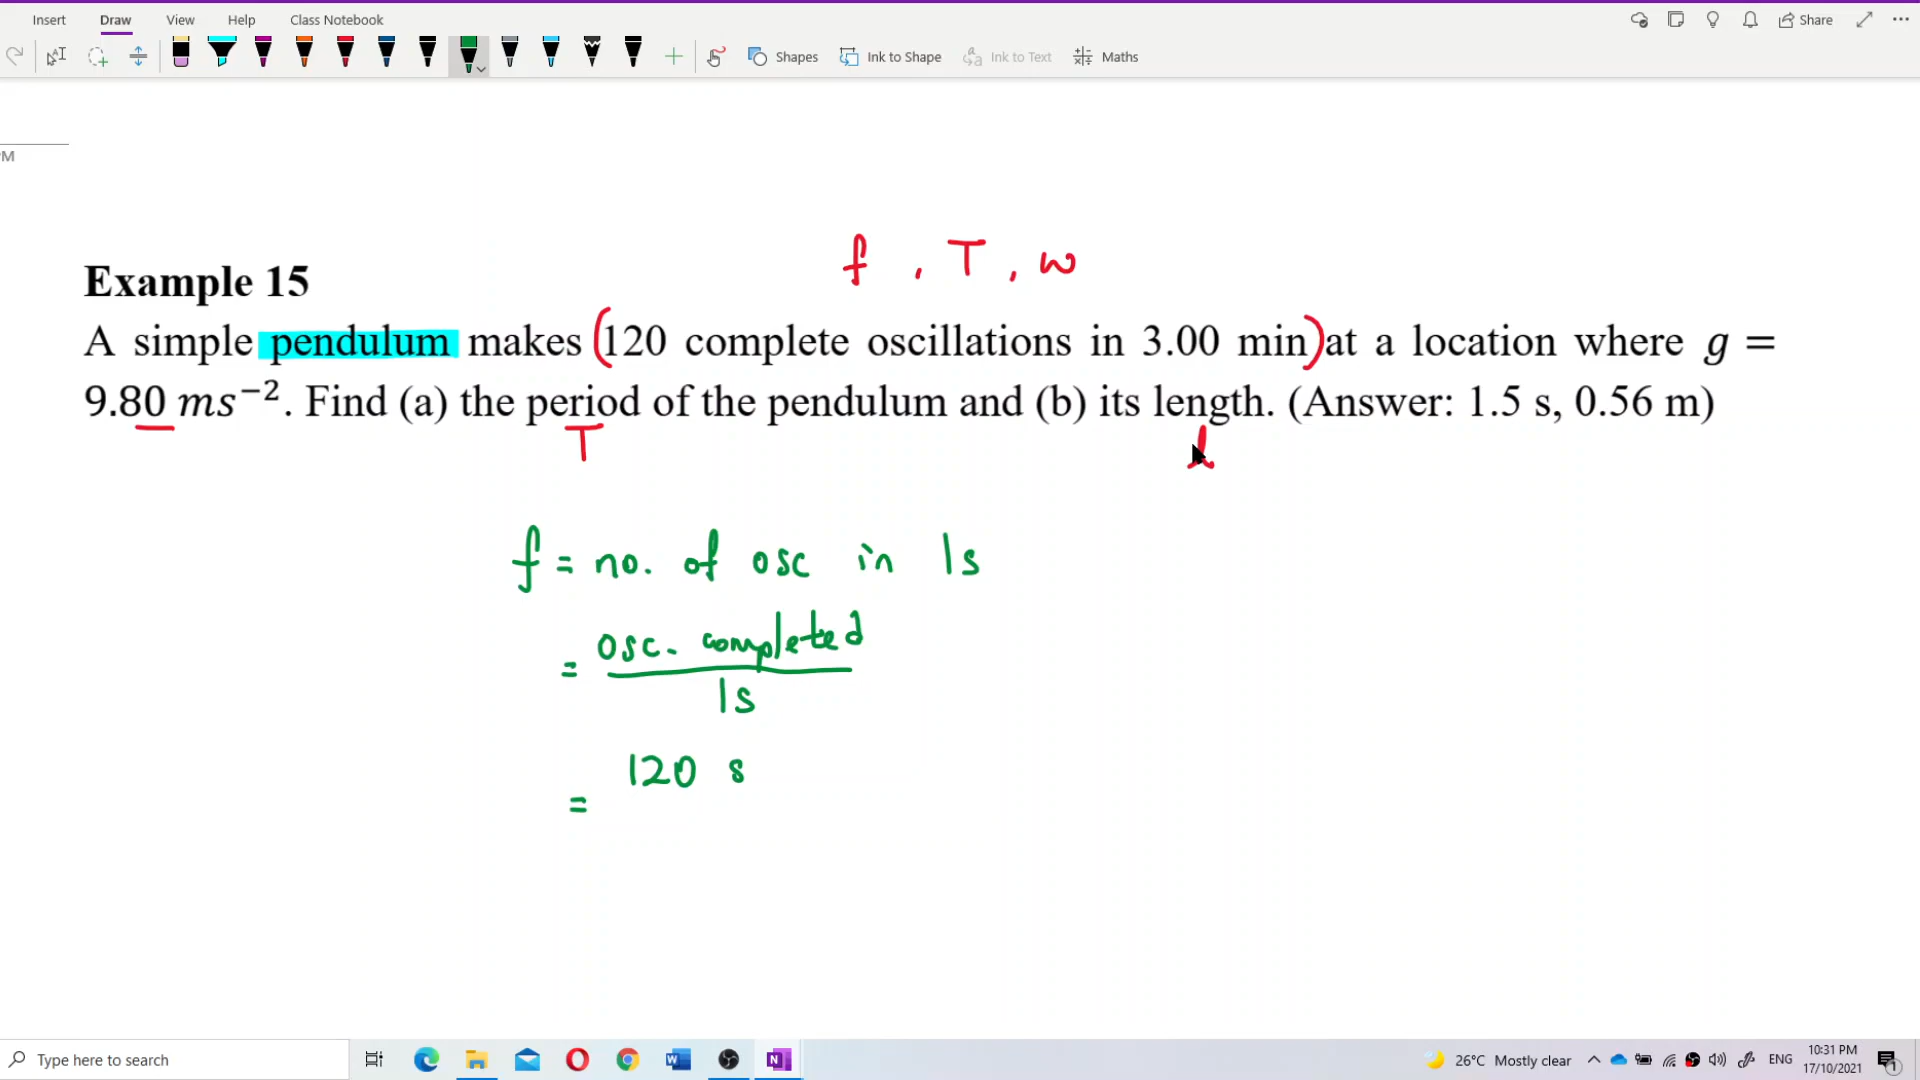 Insert Draw View Help Class Notebook Share
Shapes Ink to Shape Ink to Text Maths
PM
f , T , ω
Example 15
A simple pendulum makes (120 complete oscillations in 3.00 min) at a location where g =
9.80 ms⁻². Find (a) the period of the pendulum and (b) its length. (Answer: 1.5 s, 0.56 m)
T l
f = no. of osc in 1s
= osc. completed
1s
= 120 s
Type here to search
26°C Mostly clear ENG 10:31 PM
17/10/2021 1